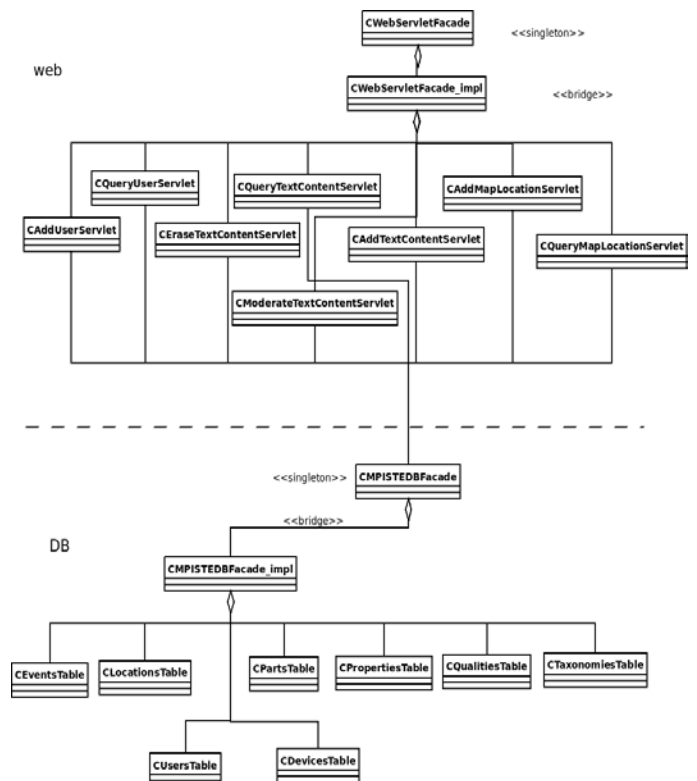 CWebServletFacade
<<singleton>>
web
CWebServletFacade_impl
<<bridge>>
CQueryUserServlet
CQueryTextContentServlet
CAddMapLocationServlet
CAddUserServlet
CEraseTextContentServlet
CAddTextContentServlet
CQueryMapLocationServlet
CModerateTextContentServlet
<<singleton>>
CMPISTEDBFacade
<<bridge>>
DB
CMPISTEDBFacade_impl
CEventsTable
CLocationsTable
CPartsTable
CPropertiesTable
CQualitiesTable
CTaxonomiesTable
CUsersTable
CDevicesTable